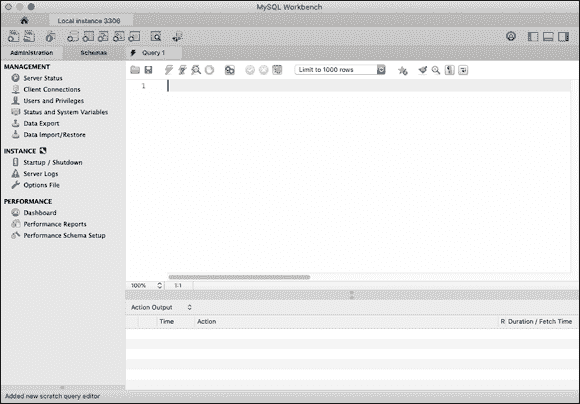 MySQL Workbench
Local instance 3306
Administration Schemas Query 1
MANAGEMENT
Server Status
Client Connections
Users and Privileges
Status and System Variables
Data Export
Data Import/Restore
INSTANCE
Startup / Shutdown
Server Logs
Options File
PERFORMANCE
Dashboard
Performance Reports
Performance Schema Setup
Limit to 1000 rows
1
100% 1:1
Action Output
Time Action R Duration / Fetch Time
Added new scratch query editor